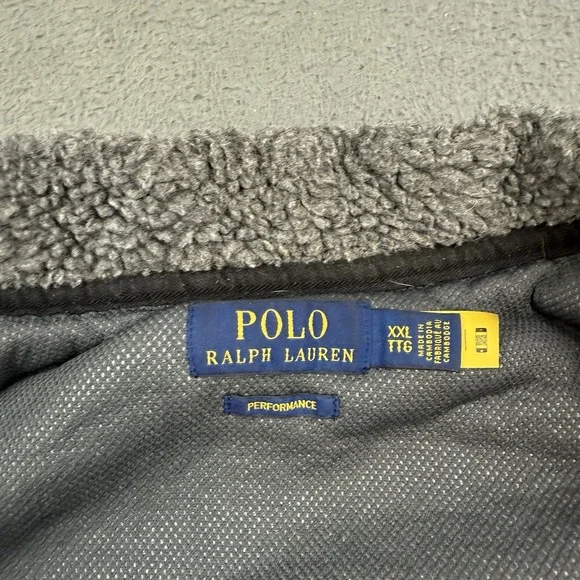 POLO
RALPH LAUREN
XXL
TTG
MADE IN
CAMBODIA
FABRIQUÉ AU
CAMBODGE
PERFORMANCE